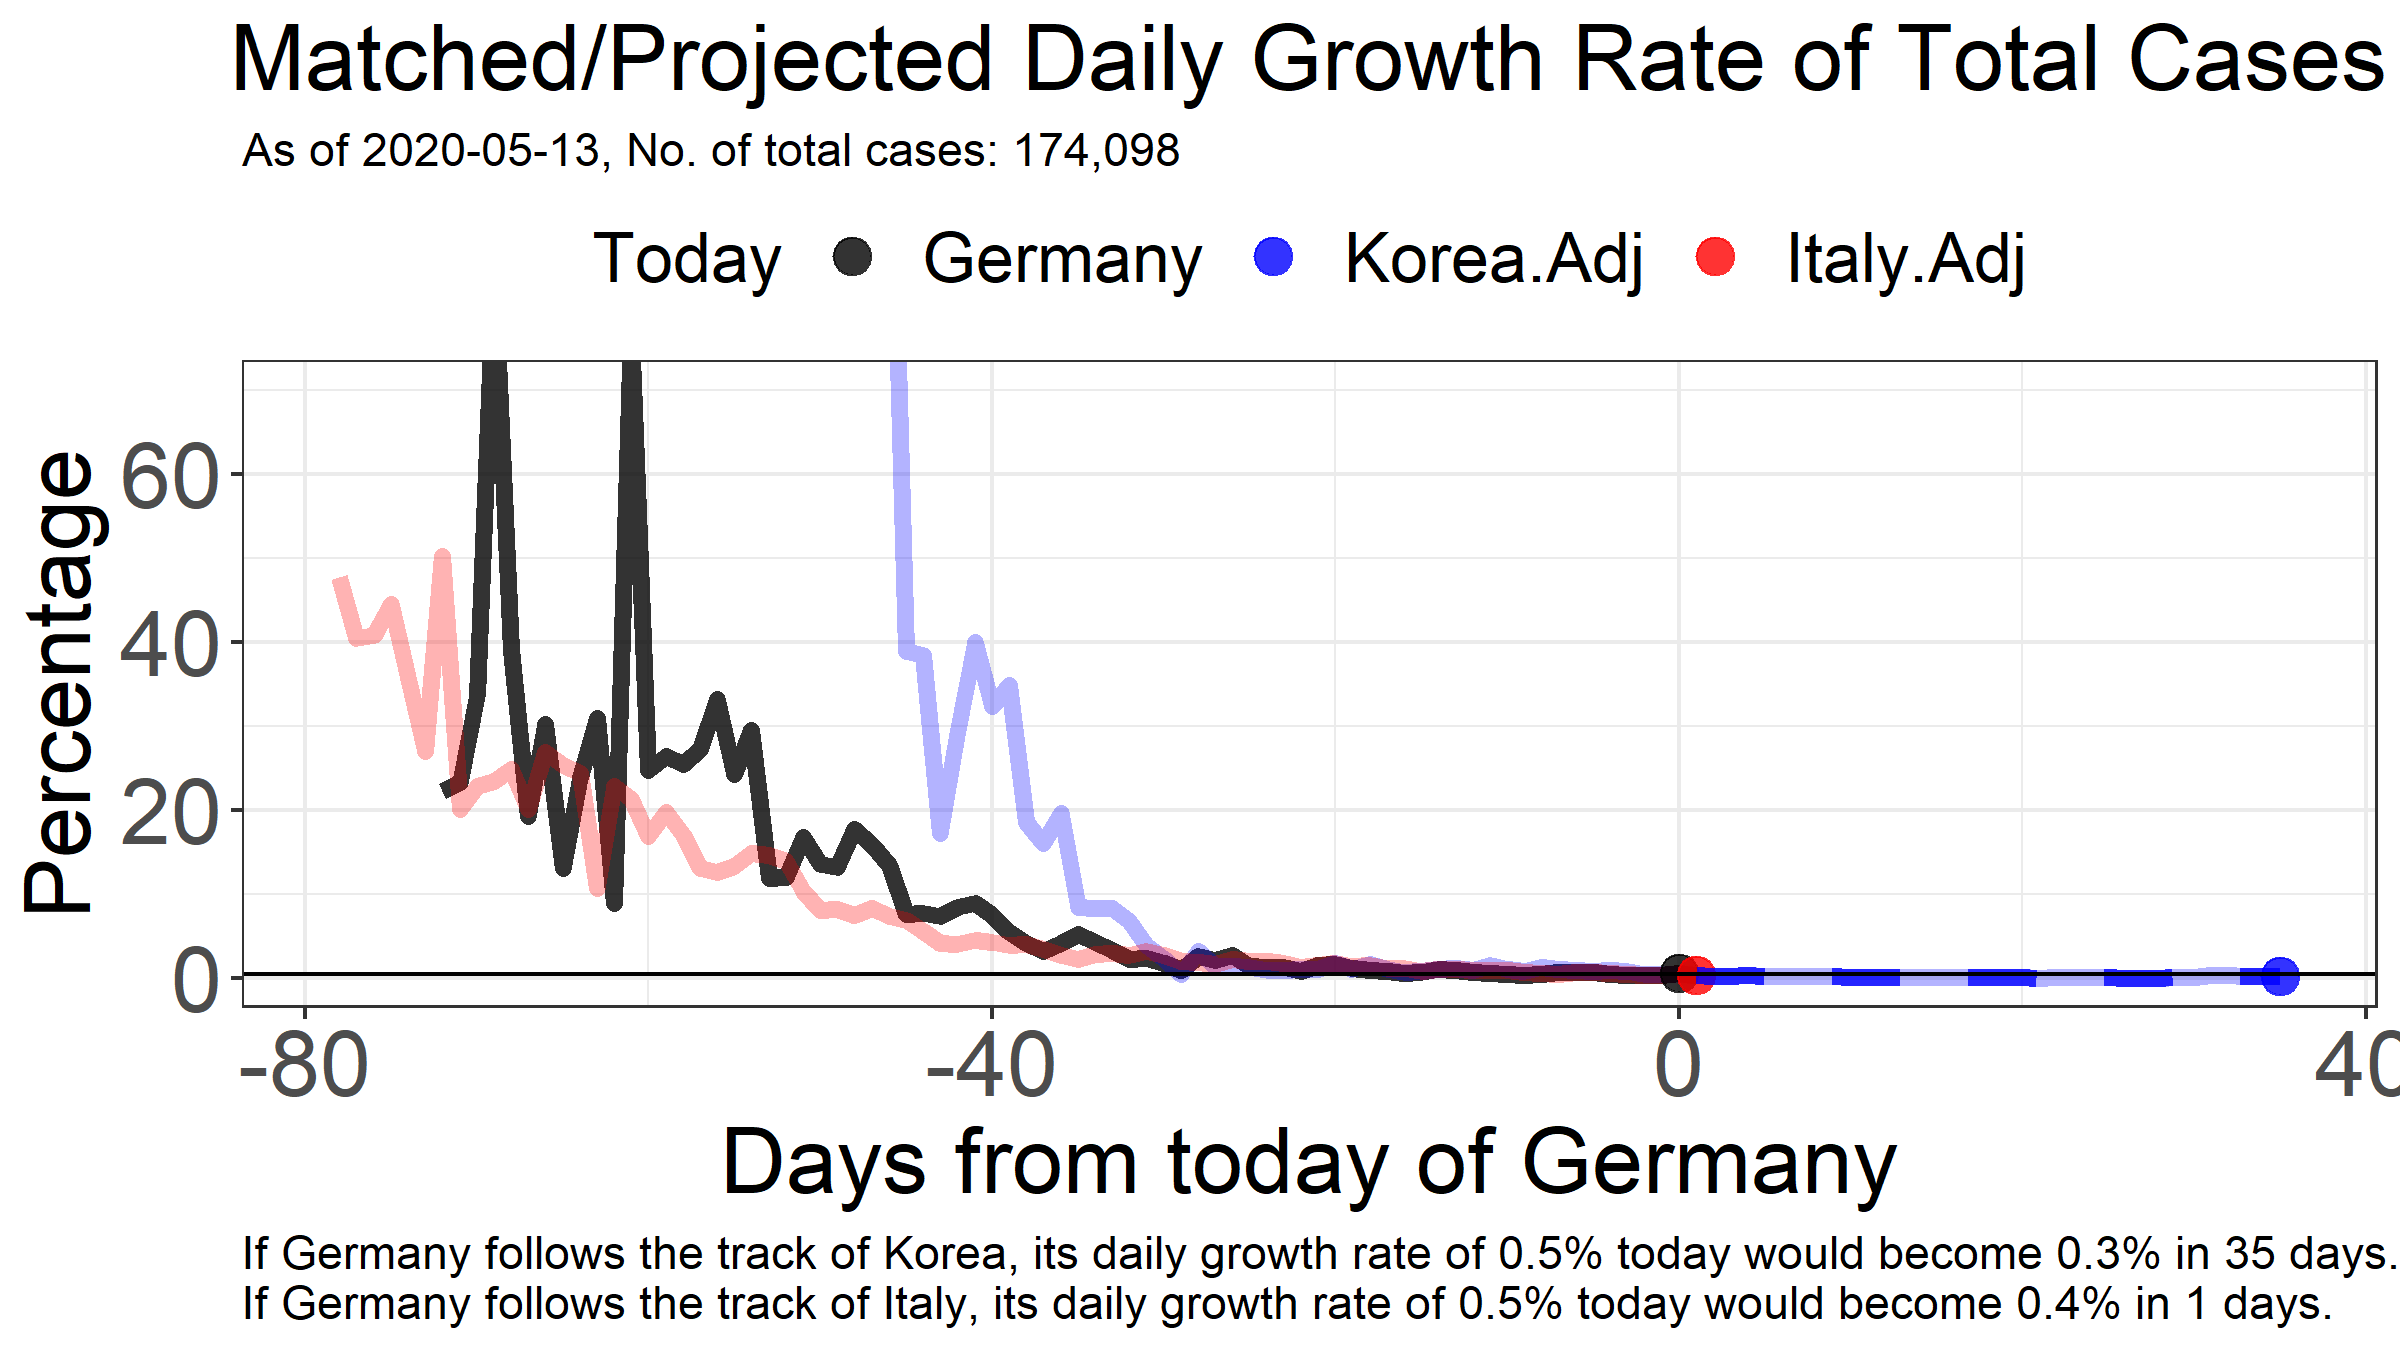 Matched/Projected Daily Growth Rate of Total Cases
As of 2020-05-13, No. of total cases: 174,098
Today Germany Korea.Adj Italy.Adj
Percentage
60
40
20
0
-80 -40 0 40
Days from today of Germany
If Germany follows the track of Korea, its daily growth rate of 0.5% today would become 0.3% in 35 days.
If Germany follows the track of Italy, its daily growth rate of 0.5% today would become 0.4% in 1 days.